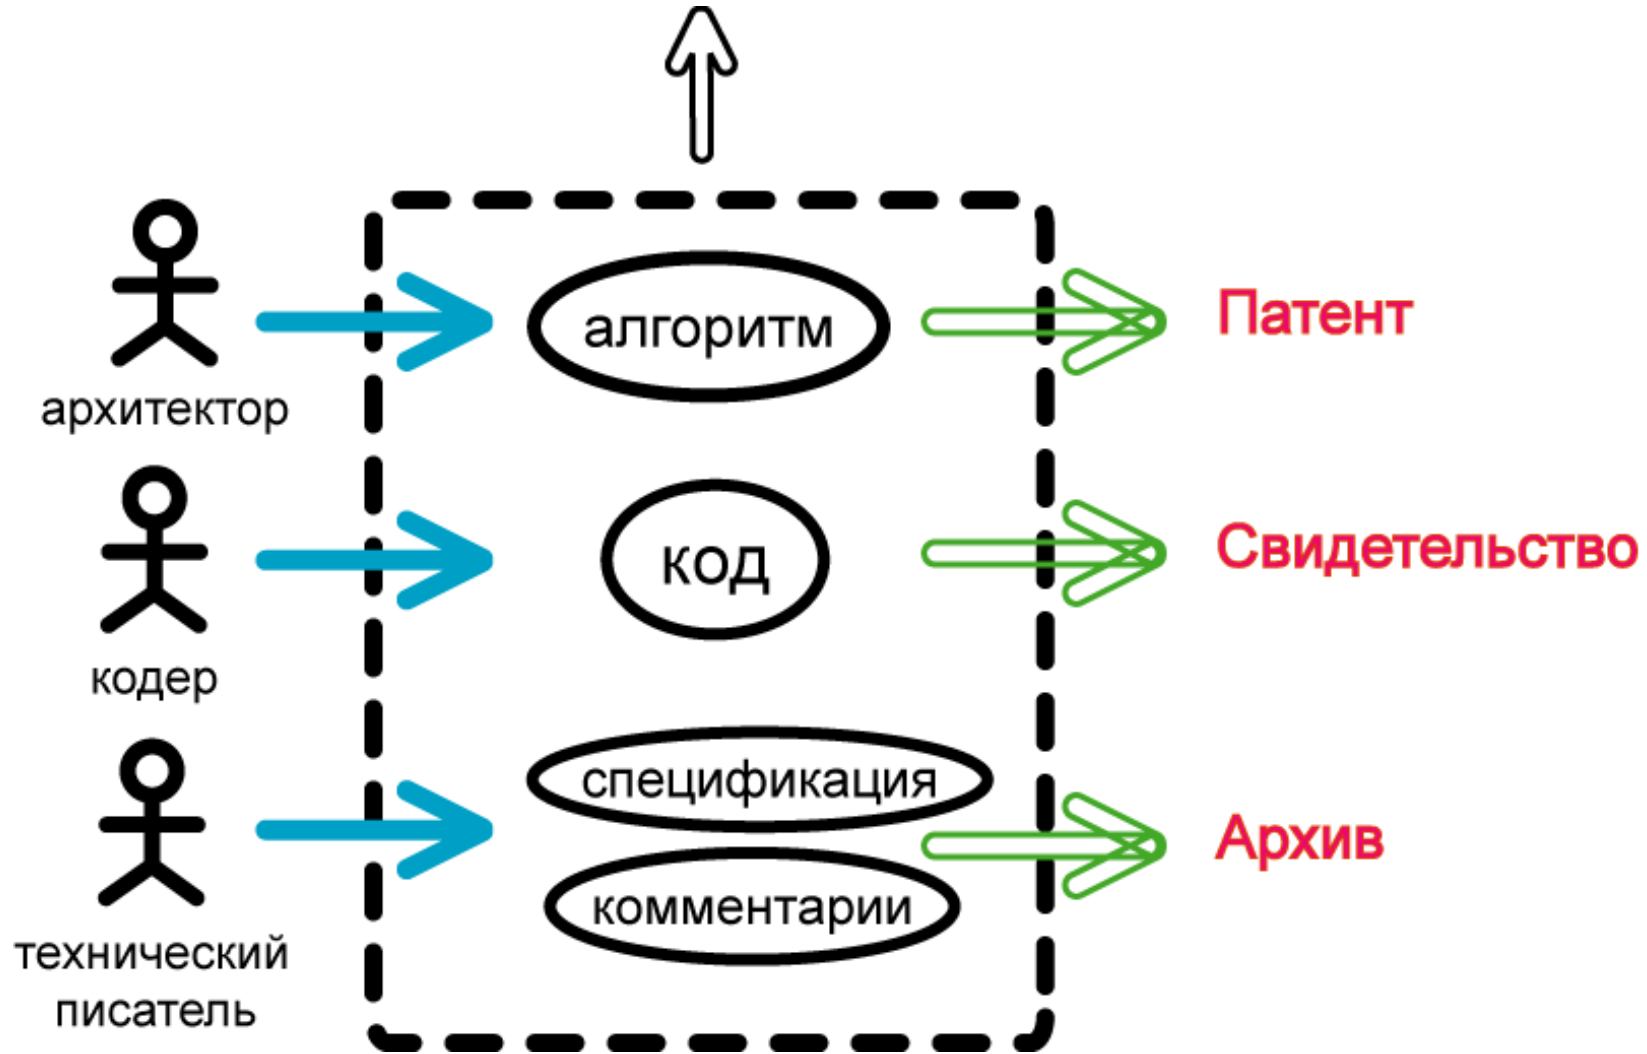 алгоритм
Патент
архитектор
код
Свидетельство
кодер
спецификация
Архив
комментарии
технический
писатель